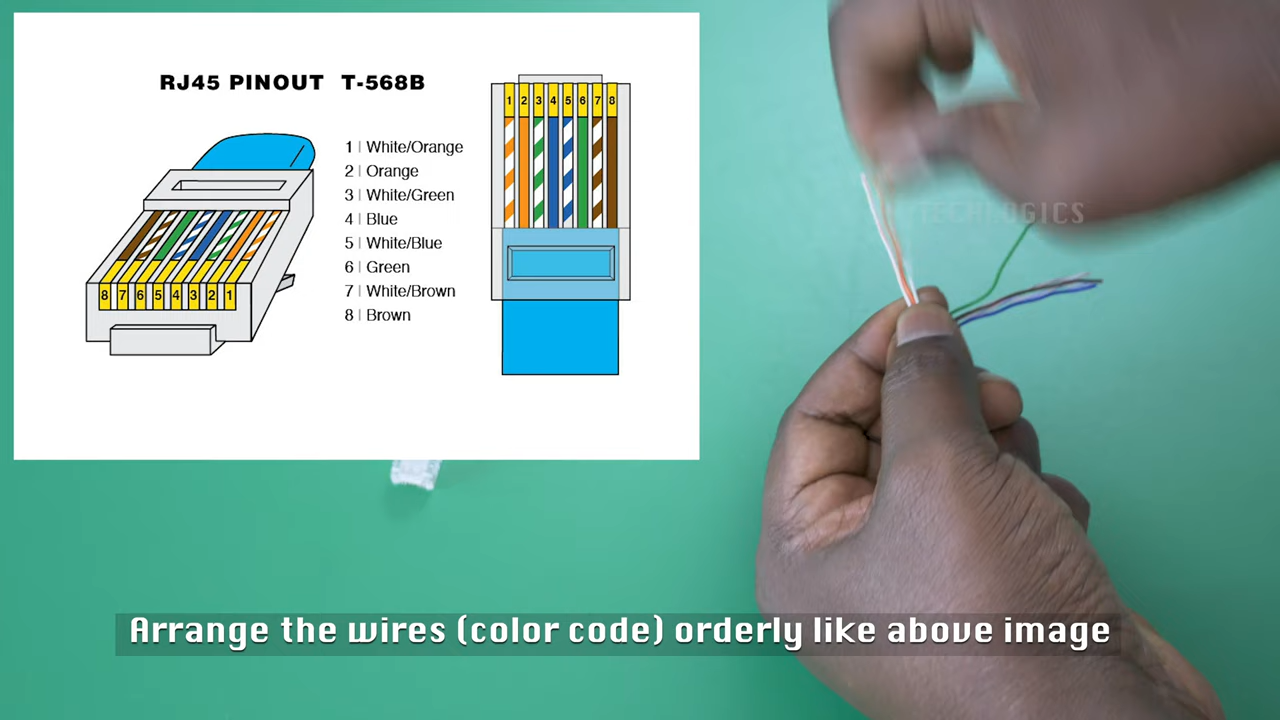 RJ45 PINOUT T-568B
1 | White/Orange
2 | Orange
3 | White/Green
4 | Blue
5 | White/Blue
6 | Green
7 | White/Brown
8 | Brown
8 7 6 5 4 3 2 1
1 2 3 4 5 6 7 8
TECHLOGICS
Arrange the wires (color code) orderly like above image